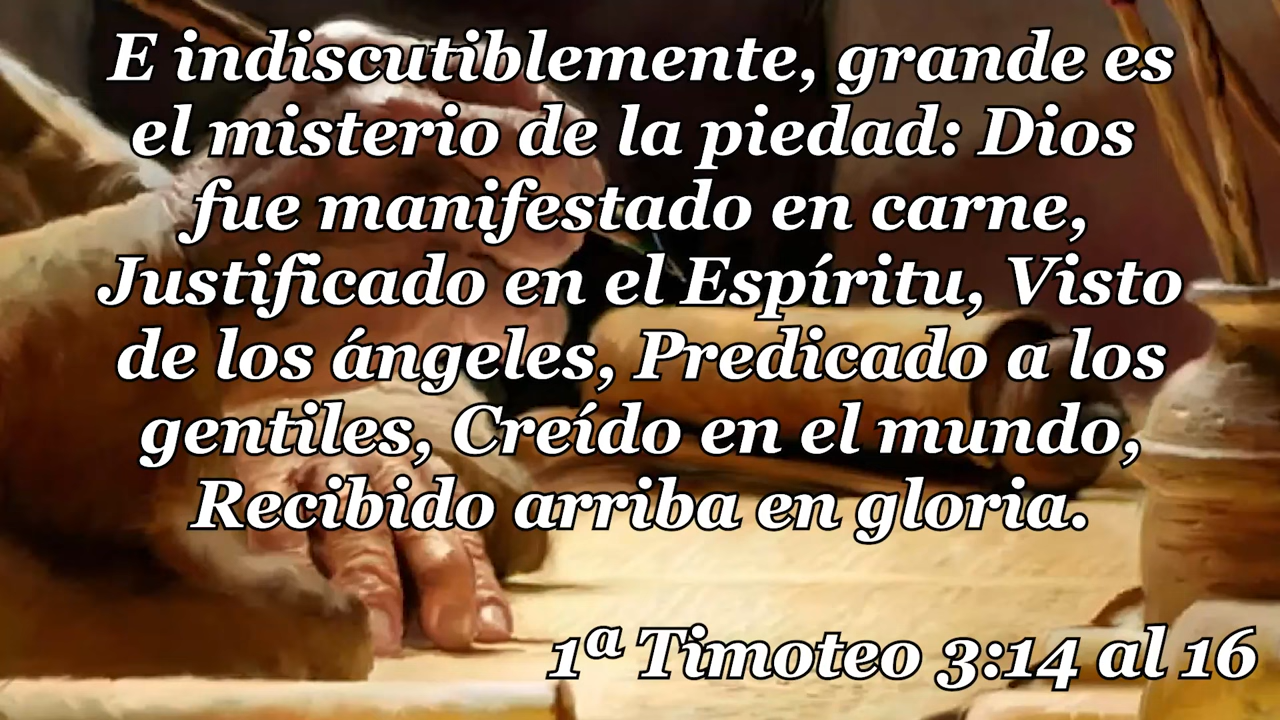 E indiscutiblemente, grande es
el misterio de la piedad: Dios
fue manifestado en carne,
Justificado en el Espíritu, Visto
de los ángeles, Predicado a los
gentiles, Creído en el mundo,
Recibido arriba en gloria.
1ª Timoteo 3:14 al 16